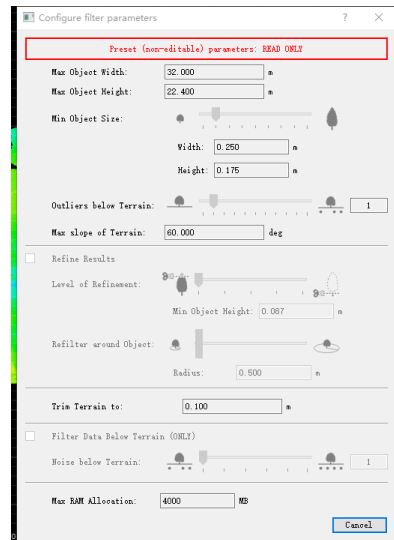 Configure filter parameters
Preset (non-editable) parameters: READ ONLY
Max Object Width: 32.000 m
Max Object Height: 22.400 m
Min Object Size:
Width: 0.250 m
Height: 0.175 m
Outliers below Terrain: 1
Max slope of Terrain: 60.000 deg
Refine Results
Level of Refinement:
Min Object Height: 0.087 m
Refilter around Object:
Radius: 0.500 m
Trim Terrain to: 0.100 m
Filter Data Below Terrain (ONLY)
Noise below Terrain: 1
Max RAM Allocation: 4000 MB
Cancel